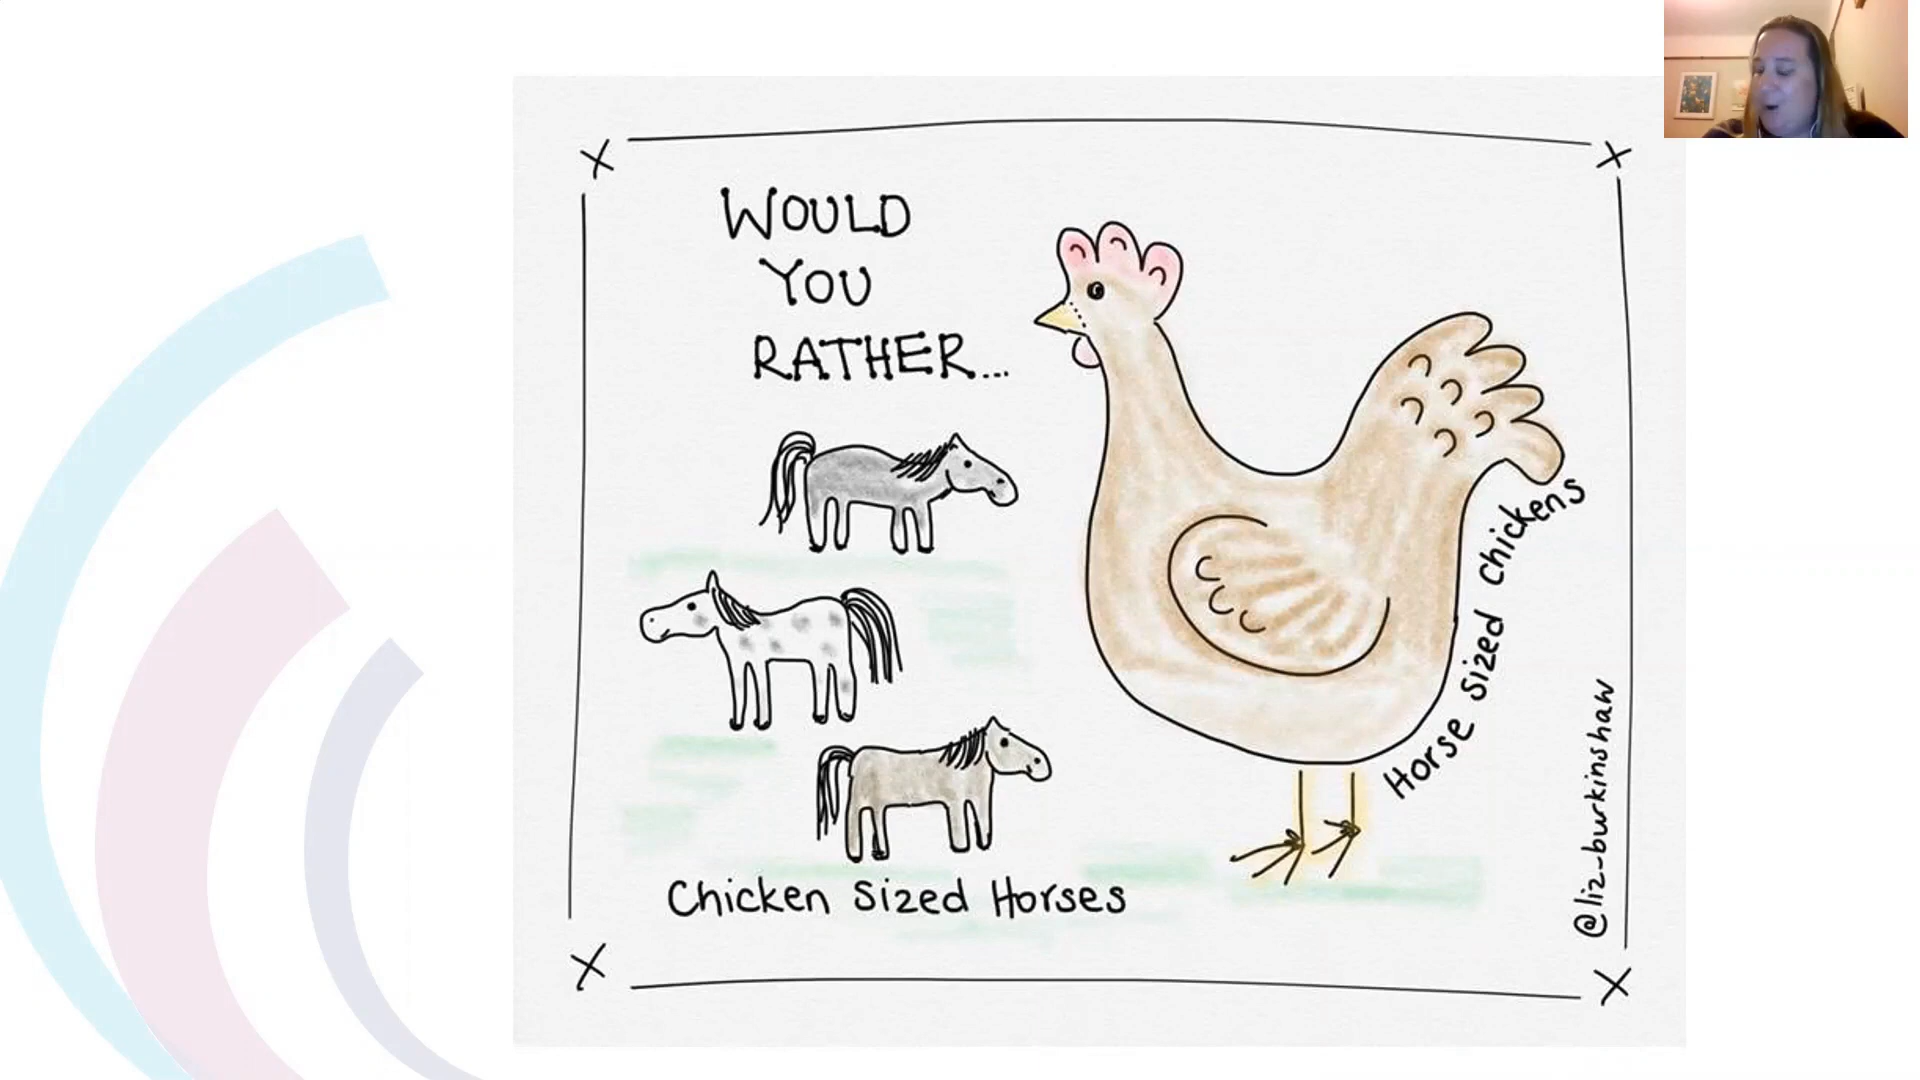 WOULD
YOU
RATHER...
Chicken Sized Horses
Horse Sized Chickens
@liz-burkinshaw